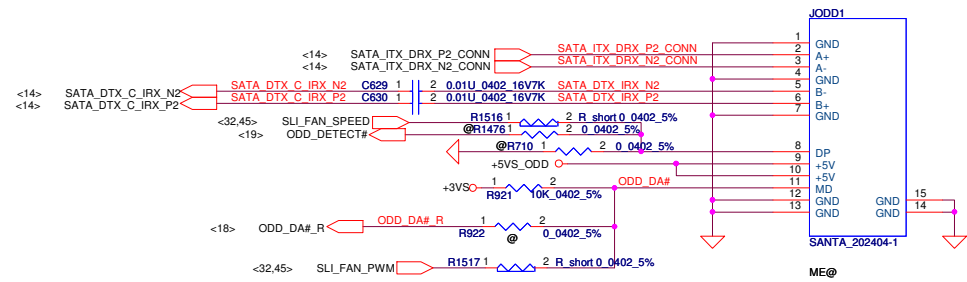 JODD1
1 GND
<14> SATA_ITX_DRX_P2_CONN SATA_ITX_DRX_P2_CONN 2 A+
<14> SATA_ITX_DRX_N2_CONN SATA_ITX_DRX_N2_CONN 3 A-
4 GND
<14> SATA_DTX_C_IRX_N2 SATA_DTX_C_IRX_N2 C629 1 2 0.01U_0402_16V7K SATA_DTX_IRX_N2 5 B-
<14> SATA_DTX_C_IRX_P2 SATA_DTX_C_IRX_P2 C630 1 2 0.01U_0402_16V7K SATA_DTX_IRX_P2 6 B+
7 GND
<32,45> SLI_FAN_SPEED R1516 1 2 R_short 0_0402_5%
<19> ODD_DETECT# @R1476 1 2 0_0402_5%
@R710 1 2 0_0402_5% 8 DP
+5VS_ODD 9 +5V
10 +5V
+3VS 1 2 ODD_DA# 11 MD
R921 10K_0402_5%
12 GND GND 15
13 GND GND 14
<18> ODD_DA#_R ODD_DA#_R 1 2
R922 @ 0_0402_5%
SANTA_202404-1
<32,45> SLI_FAN_PWM R1517 1 2 R_short 0_0402_5%
ME@